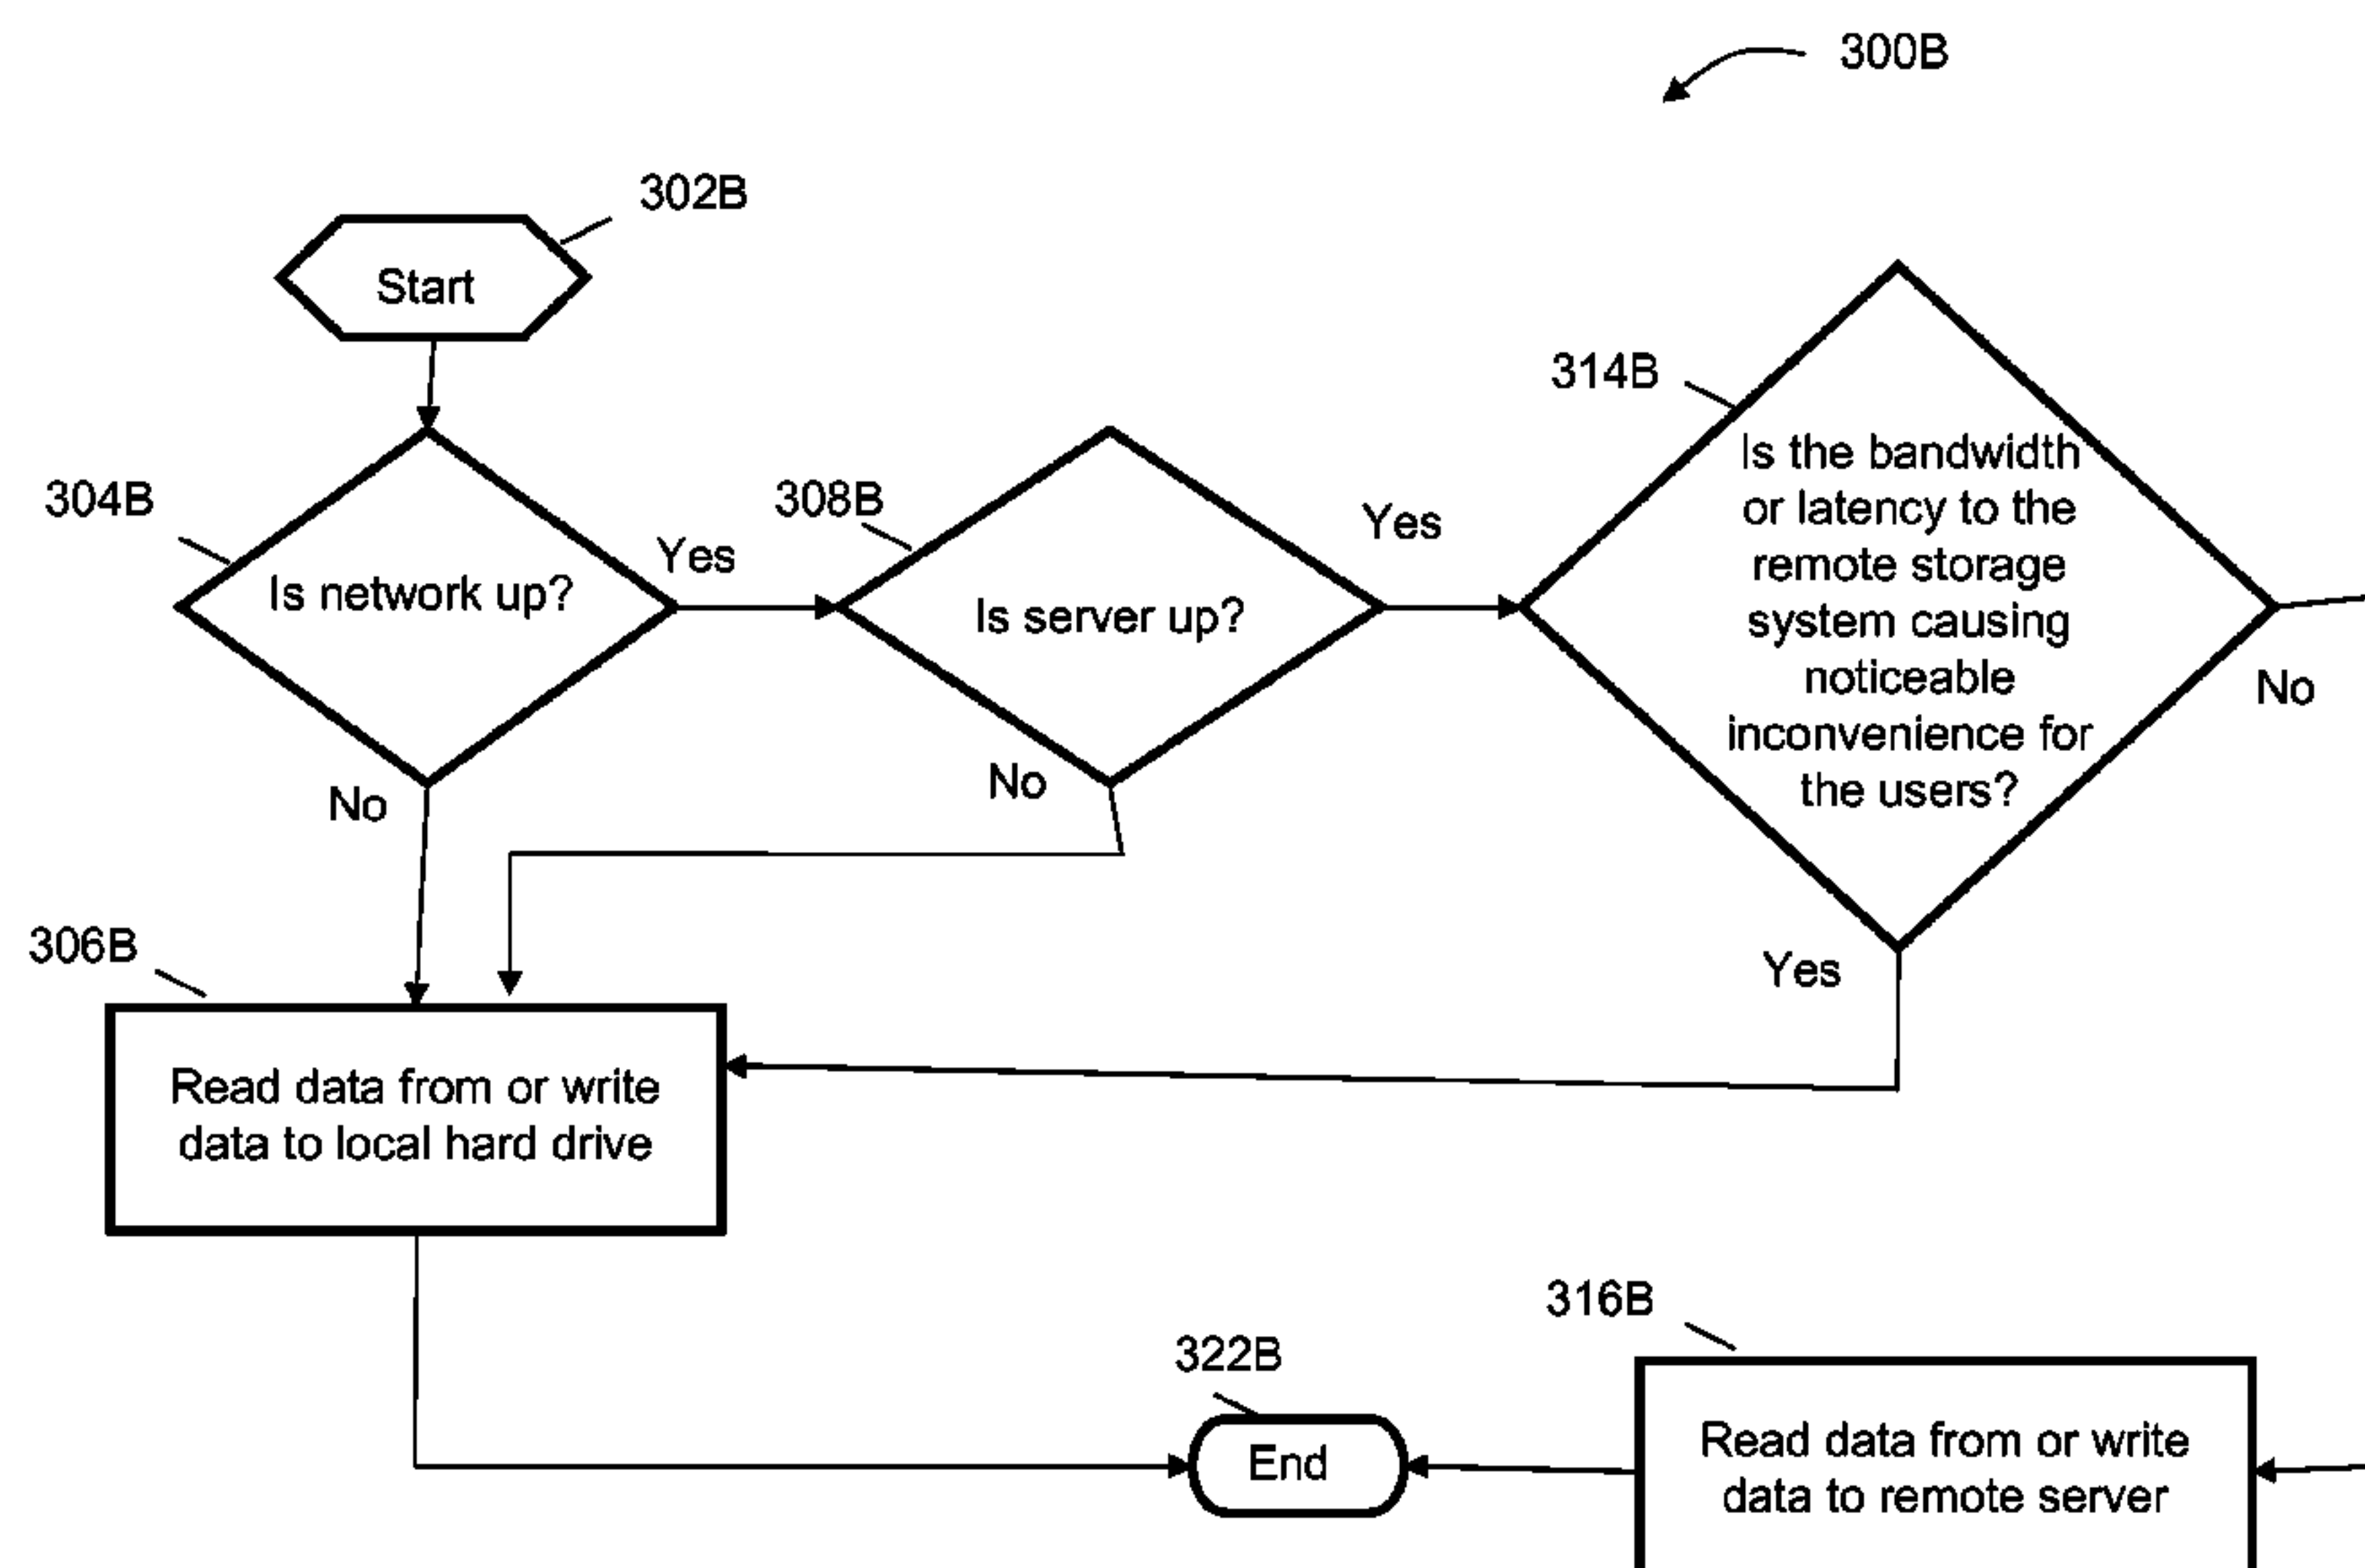 300B
302B
Start
314B
304B
308B
Yes
Yes
Is network up?
Is server up?
Is the bandwidth
or latency to the
remote storage
system causing
noticeable
inconvenience for
the users?
No
No
No
Yes
306B
Read data from or write
data to local hard drive
316B
322B
End
Read data from or write
data to remote server